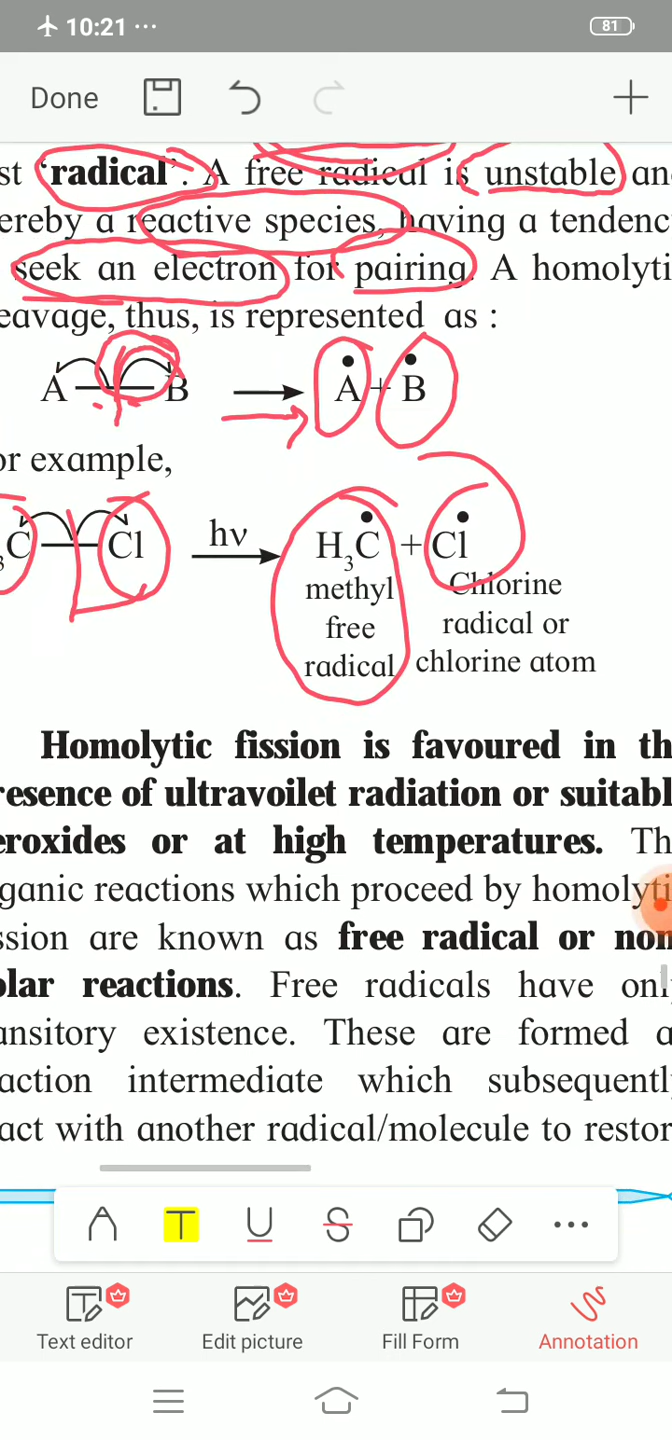 10:21 ...
81
Done
st ‘radical’. A free radical is unstable an
ereby a reactive species, having a tendenc
seek an electron for pairing. A homolyti
eavage, thus, is represented as :
A — B → A + B
or example,
₃C — Cl hν → H₃C + Cl
methyl Chlorine
free radical or
radical chlorine atom
Homolytic fission is favoured in th
resence of ultravoilet radiation or suitabl
eroxides or at high temperatures. Th
ganic reactions which proceed by homolyti
ssion are known as free radical or non
olar reactions. Free radicals have onl
ansitory existence. These are formed a
action intermediate which subsequentl
act with another radical/molecule to restor
T U S
Text editor Edit picture Fill Form Annotation